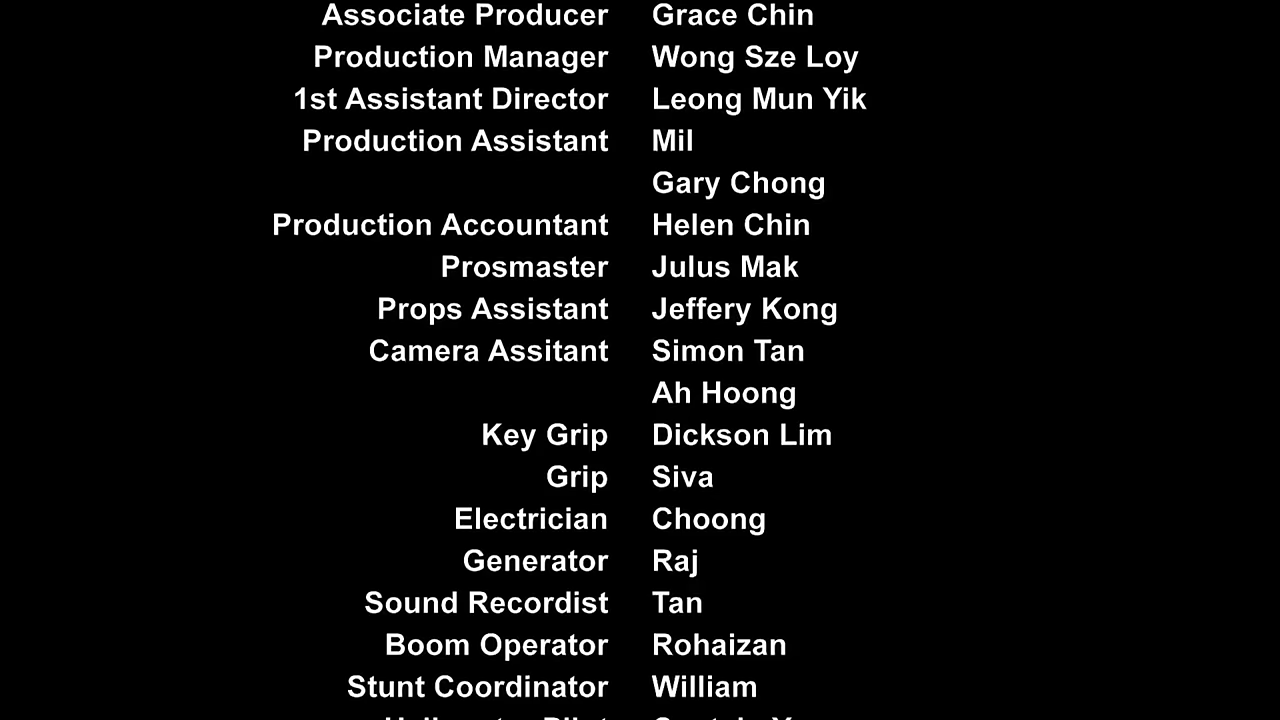 Associate Producer Grace Chin
Production Manager Wong Sze Loy
1st Assistant Director Leong Mun Yik
Production Assistant Mil
Gary Chong
Production Accountant Helen Chin
Prosmaster Julus Mak
Props Assistant Jeffery Kong
Camera Assitant Simon Tan
Ah Hoong
Key Grip Dickson Lim
Grip Siva
Electrician Choong
Generator Raj
Sound Recordist Tan
Boom Operator Rohaizan
Stunt Coordinator William